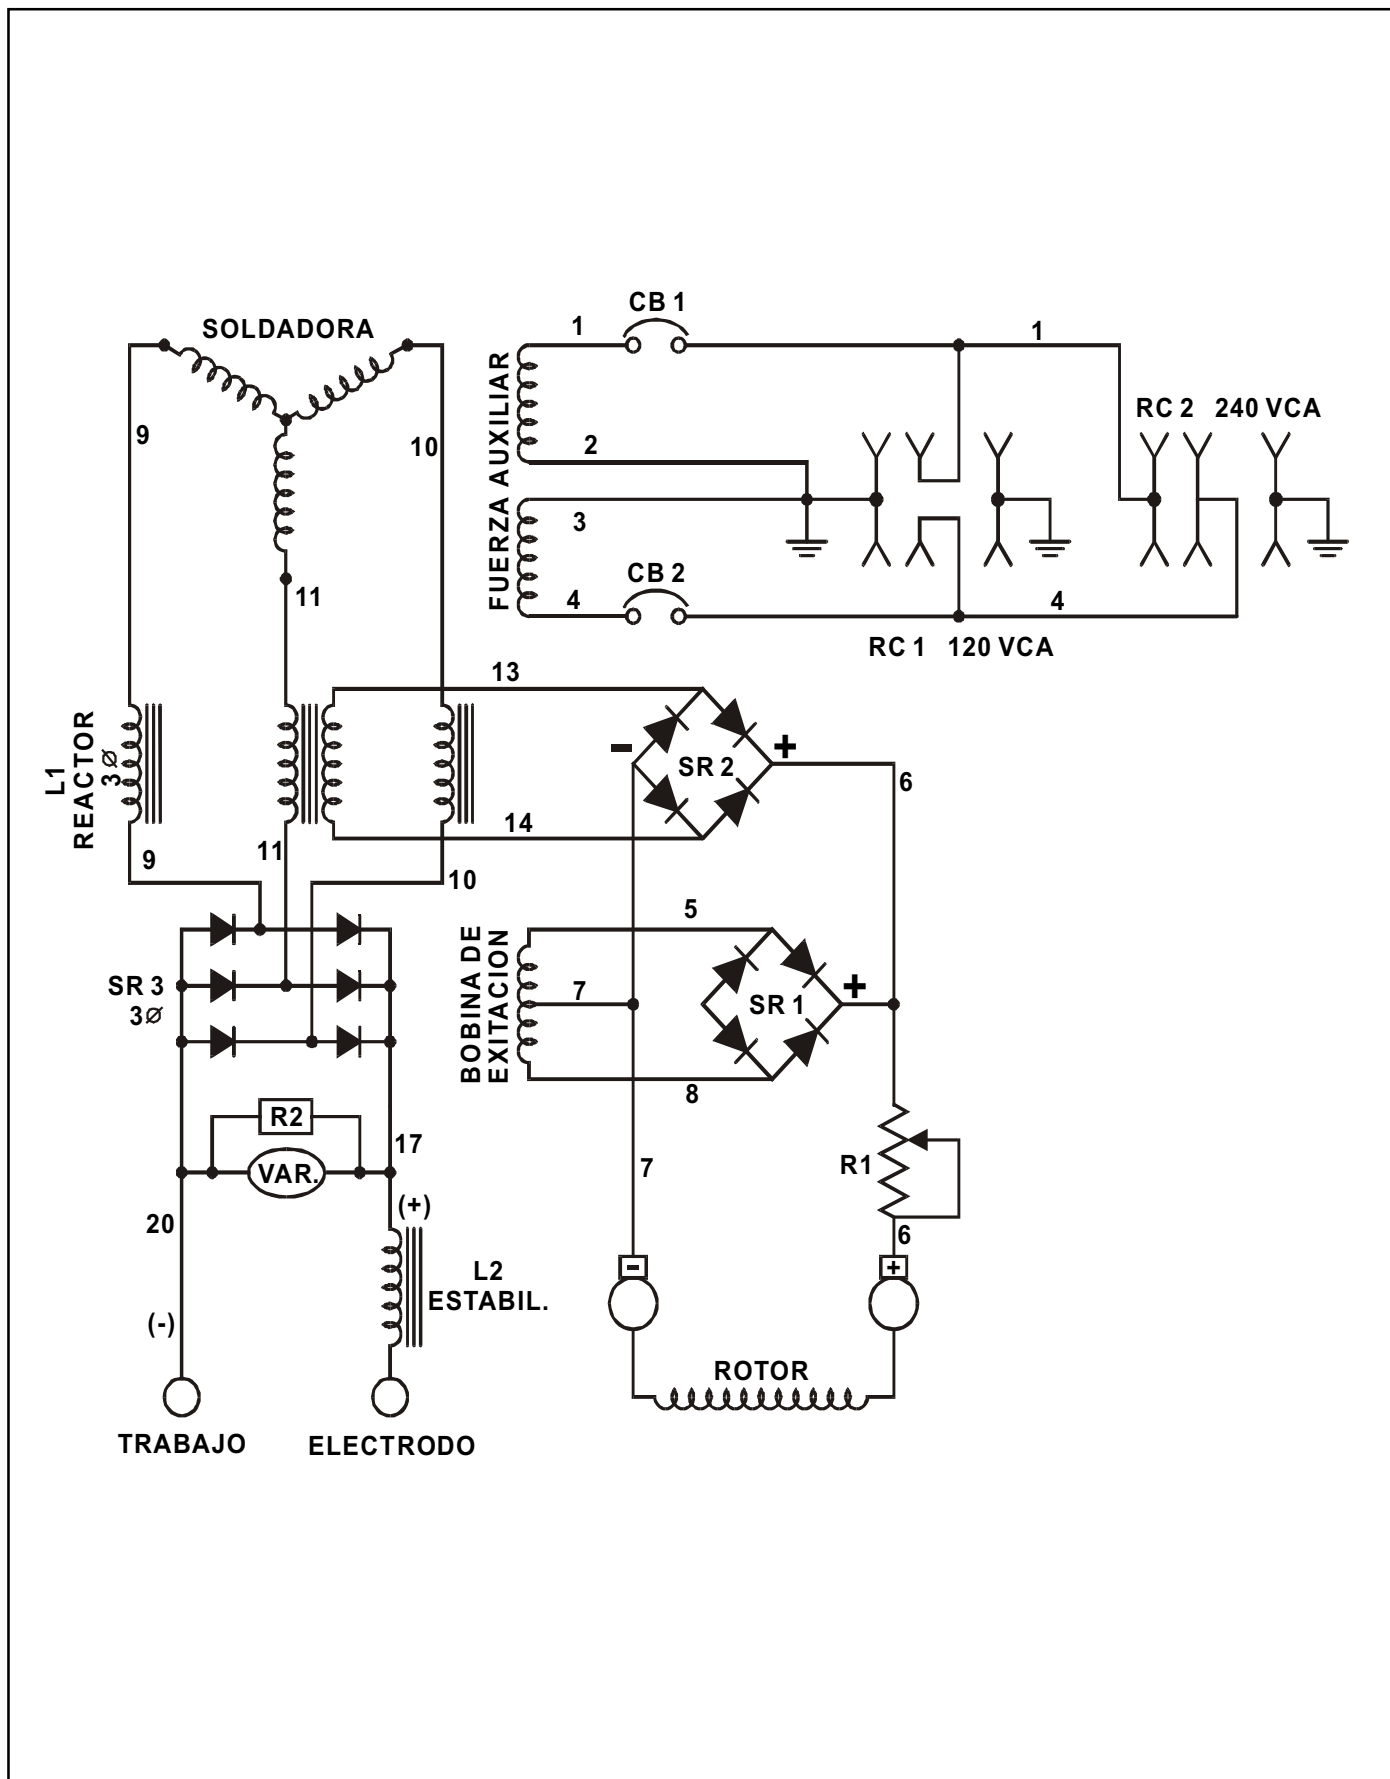 CB 1
SOLDADORA
1
1
FUERZA AUXILIAR
RC 2 240 VCA
9
10
2
3
CB 2
4
4
11
RC 1 120 VCA
13
L1
REACTOR
3 Ø
-
+
SR 2
6
14
9
11
10
5
BOBINA DE
EXITACION
SR 3
3Ø
7
+
SR 1
8
R2
17
VAR.
7
R1
20
(+)
6
L2
ESTABIL.
-
+
(-)
ROTOR
TRABAJO
ELECTRODO